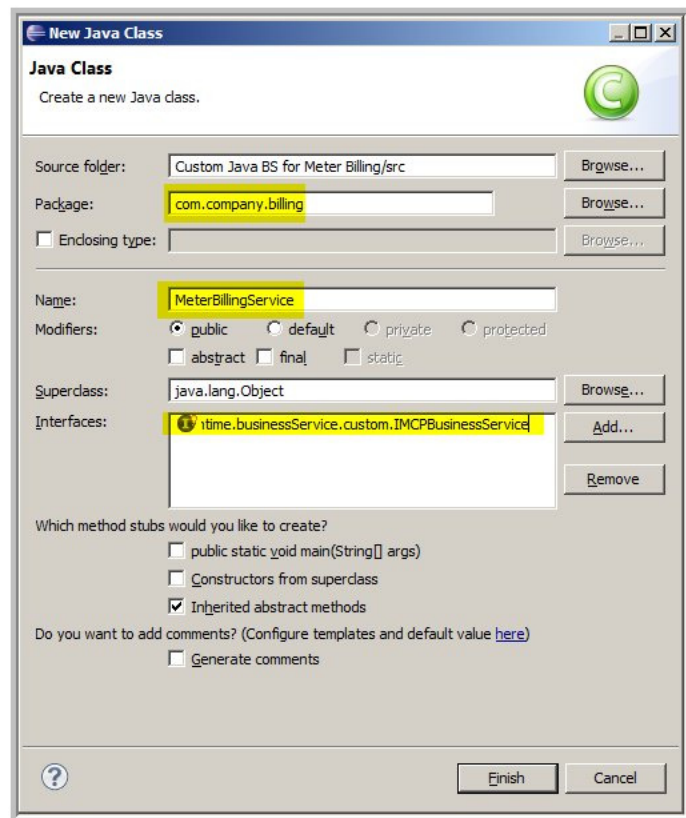 New Java Class
Java Class
Create a new Java class.
Source folder: Custom Java BS for Meter Billing/src Browse...
Package: com.company.billing Browse...
Enclosing type: Browse...
Name: MeterBillingService
Modifiers: public default private protected
abstract final static
Superclass: java.lang.Object Browse...
Interfaces: ntime.businessService.custom.IMCPBusinessService Add...
Remove
Which method stubs would you like to create?
public static void main(String[] args)
Constructors from superclass
Inherited abstract methods
Do you want to add comments? (Configure templates and default value here)
Generate comments
? Finish Cancel